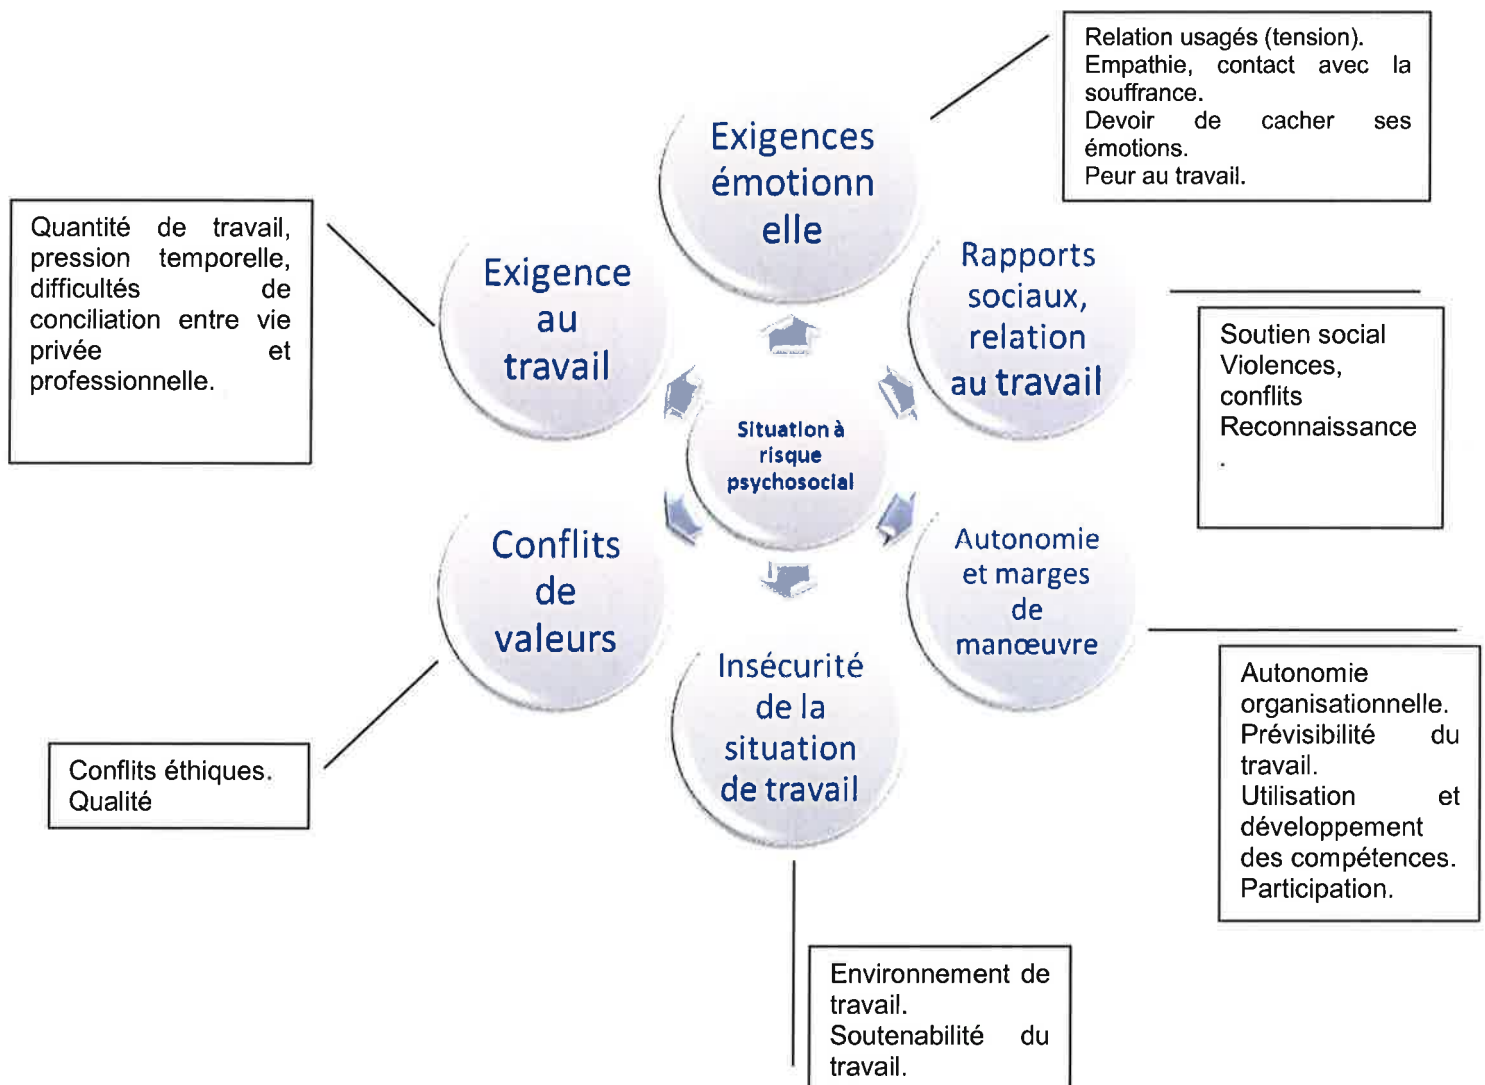 Relation usagés (tension).
Empathie, contact avec la
souffrance.
Devoir de cacher ses
émotions.
Peur au travail.
Exigences
émotionn
elle
Quantité de travail,
pression temporelle,
difficultés de
conciliation entre vie
privée et
professionnelle.
Exigence
au
travail
Rapports
sociaux,
relation
au travail
Soutien social
Violences,
conflits
Reconnaissance
.
Situation à
risque
psychosocial
Conflits
de
valeurs
Autonomie
et marges
de
manœuvre
Insécurité
de la
situation
de travail
Autonomie
organisationnelle.
Prévisibilité du
travail.
Utilisation et
développement
des compétences.
Participation.
Conflits éthiques.
Qualité
Environnement de
travail.
Soutenabilité du
travail.